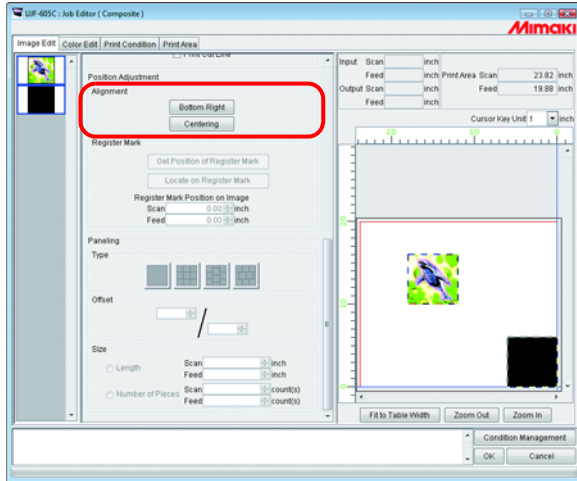 UJF-605C : Job Editor ( Composite )
Mimaki
Image Edit Color Edit Print Condition Print Area
Print Cut Line
Position Adjustment
Alignment
Bottom Right
Centering
Register Mark
Get Position of Register Mark
Locate on Register Mark
Register Mark Position on Image
Scan 0.00 inch
Feed 0.00 inch
Paneling
Type
Offset
/
Size
Length Scan inch
Feed inch
Number of Pieces Scan count(s)
Feed count(s)
Input Scan inch
Feed inch Print Area Scan 23.82 inch
Output Scan inch Feed 19.88 inch
Feed inch
Cursor Key Unit 1 inch
20 10 0
20
10
0
Fit to Table Width Zoom Out Zoom In
Condition Management
OK Cancel